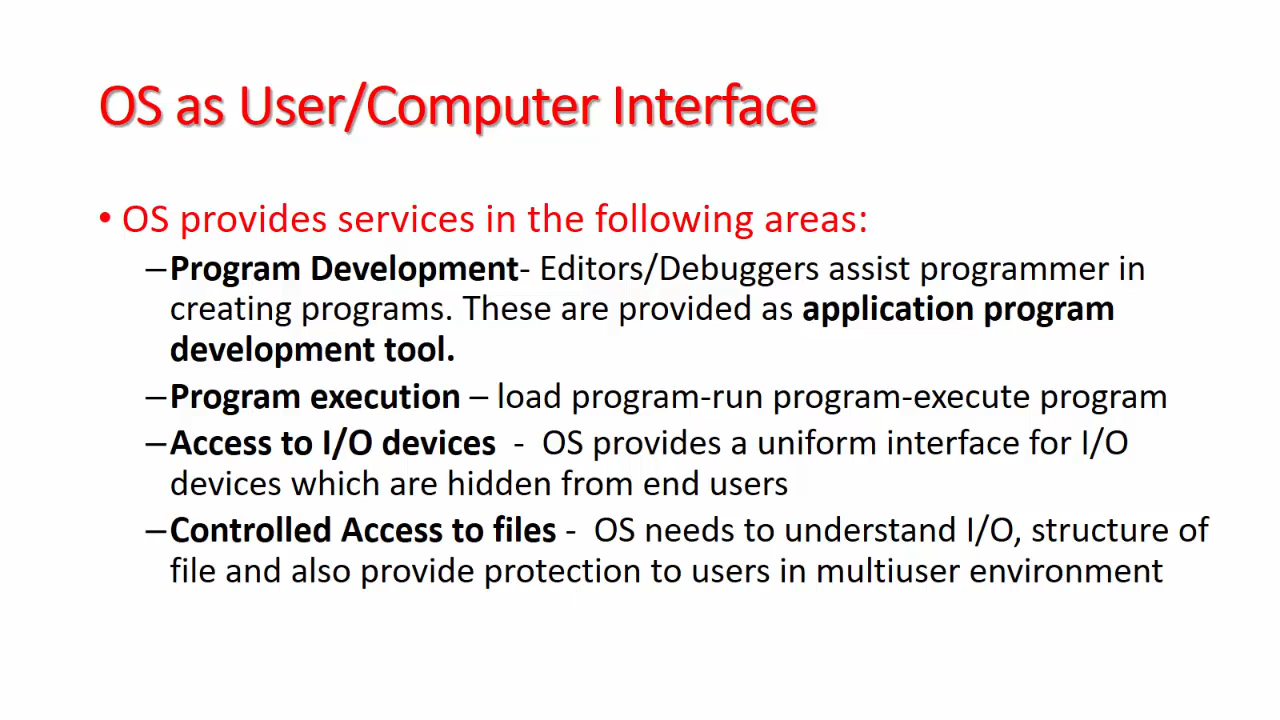 OS as User/Computer Interface
• OS provides services in the following areas:
–Program Development- Editors/Debuggers assist programmer in
creating programs. These are provided as application program
development tool.
–Program execution – load program-run program-execute program
–Access to I/O devices  -  OS provides a uniform interface for I/O
devices which are hidden from end users
–Controlled Access to files -  OS needs to understand I/O, structure of
file and also provide protection to users in multiuser environment